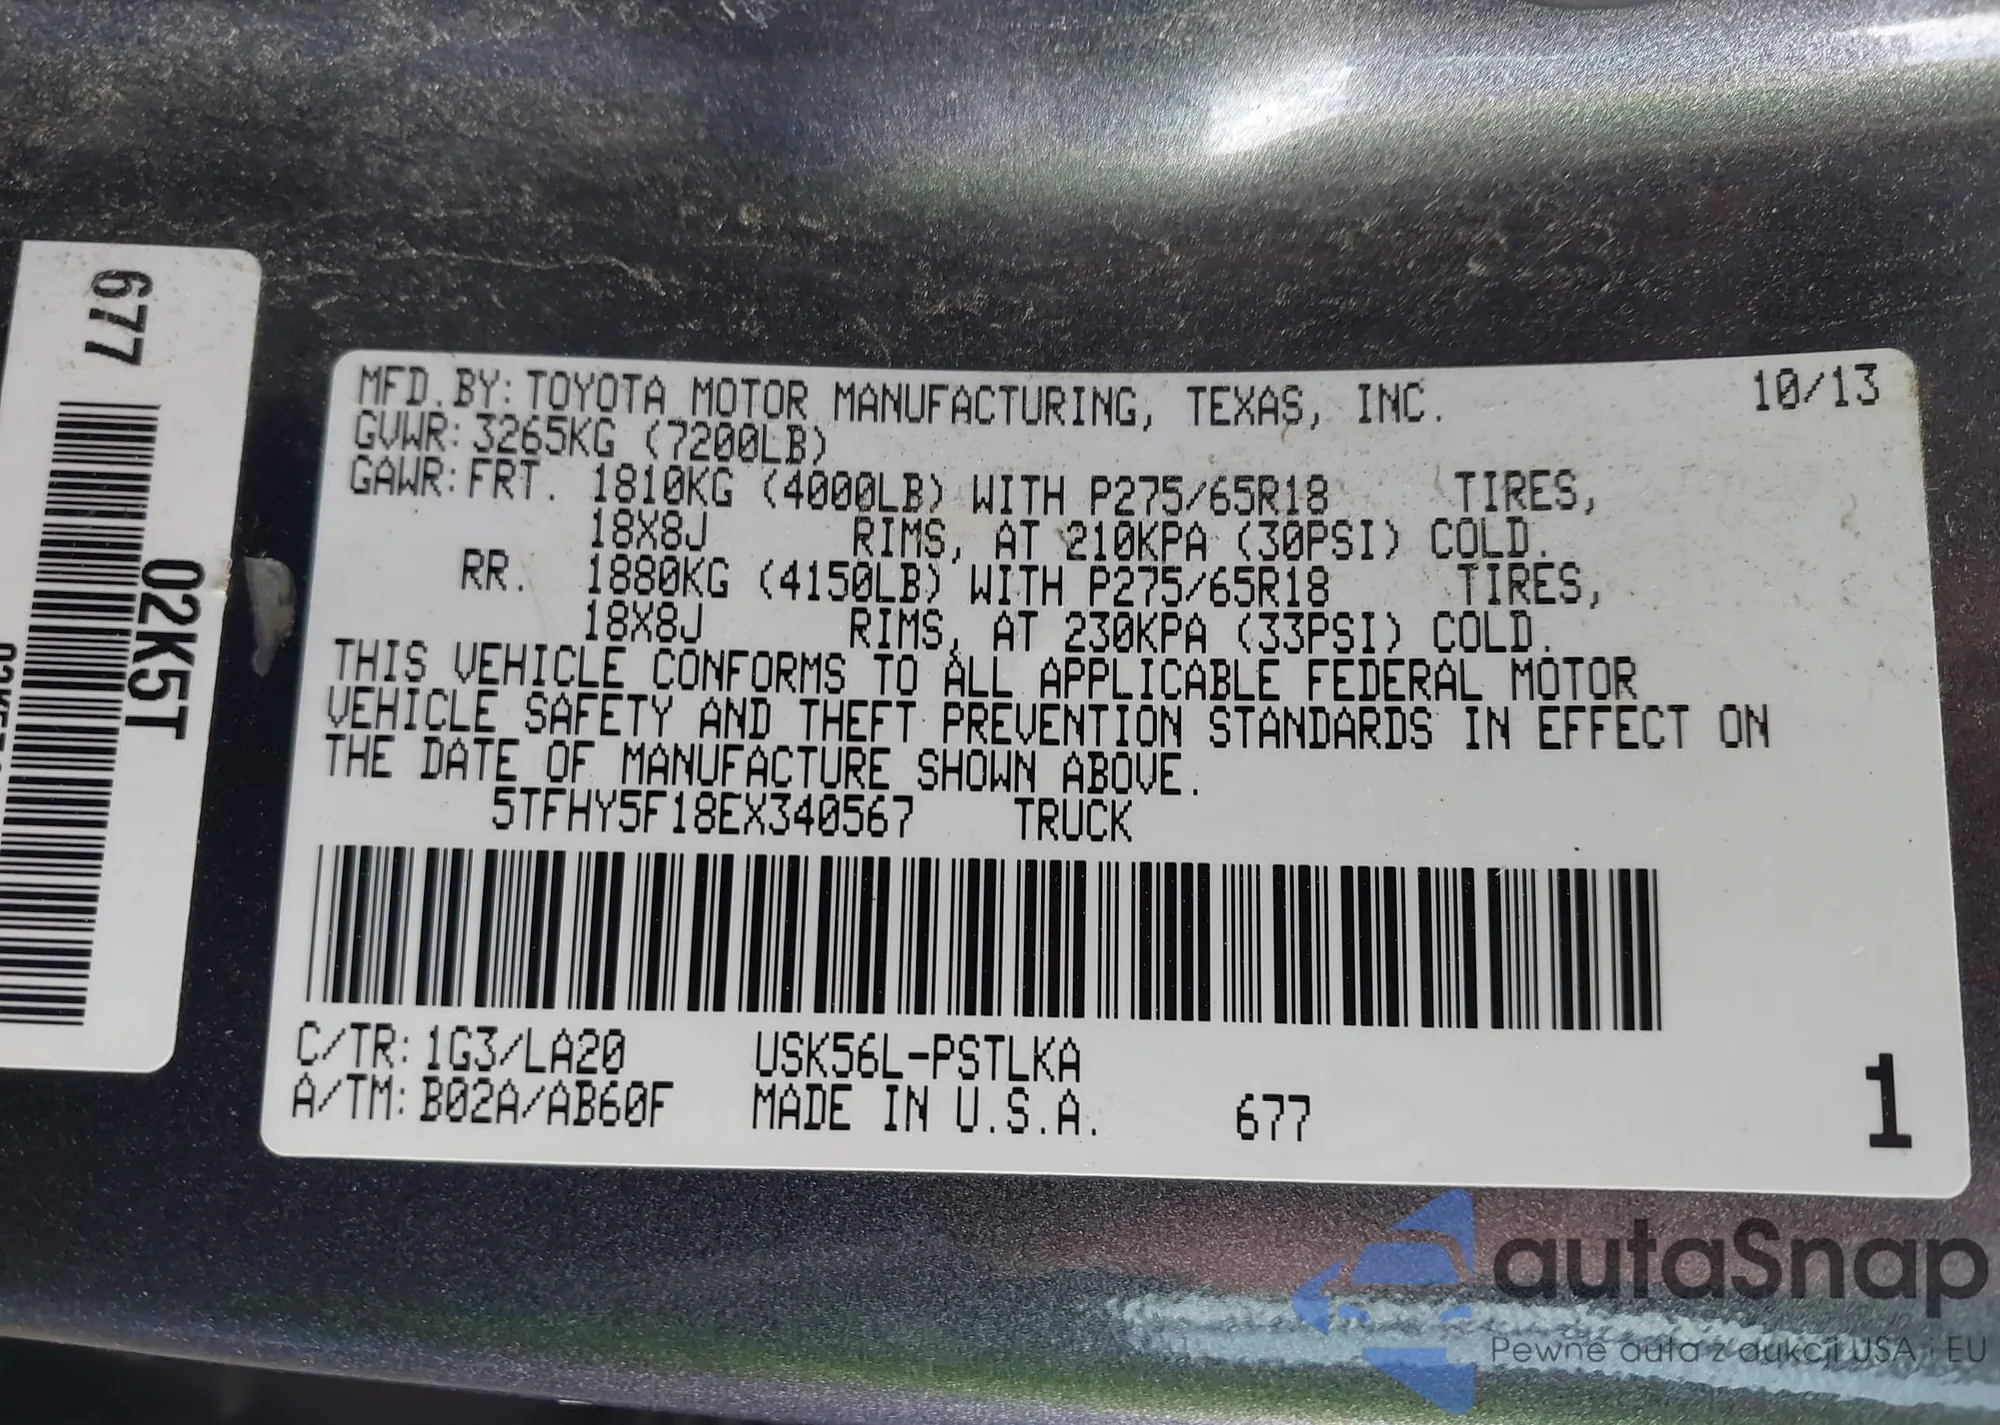 677
02K5T
MFD.BY:TOYOTA MOTOR MANUFACTURING, TEXAS, INC. 10/13
GVWR:3265KG (7200LB)
GAWR:FRT. 1810KG (4000LB) WITH P275/65R18 TIRES,
18X8J RIMS, AT 210KPA (30PSI) COLD.
RR. 1880KG (4150LB) WITH P275/65R18 TIRES,
18X8J RIMS, AT 230KPA (33PSI) COLD.
THIS VEHICLE CONFORMS TO ALL APPLICABLE FEDERAL MOTOR
VEHICLE SAFETY AND THEFT PREVENTION STANDARDS IN EFFECT ON
THE DATE OF MANUFACTURE SHOWN ABOVE.
5TFHY5F18EX340567 TRUCK
C/TR:1G3/LA20 USK56L-PSTLKA
A/TM:B02A/AB60F MADE IN U.S.A. 677
1
autaSnap
Pewne auta z aukcji USA i EU